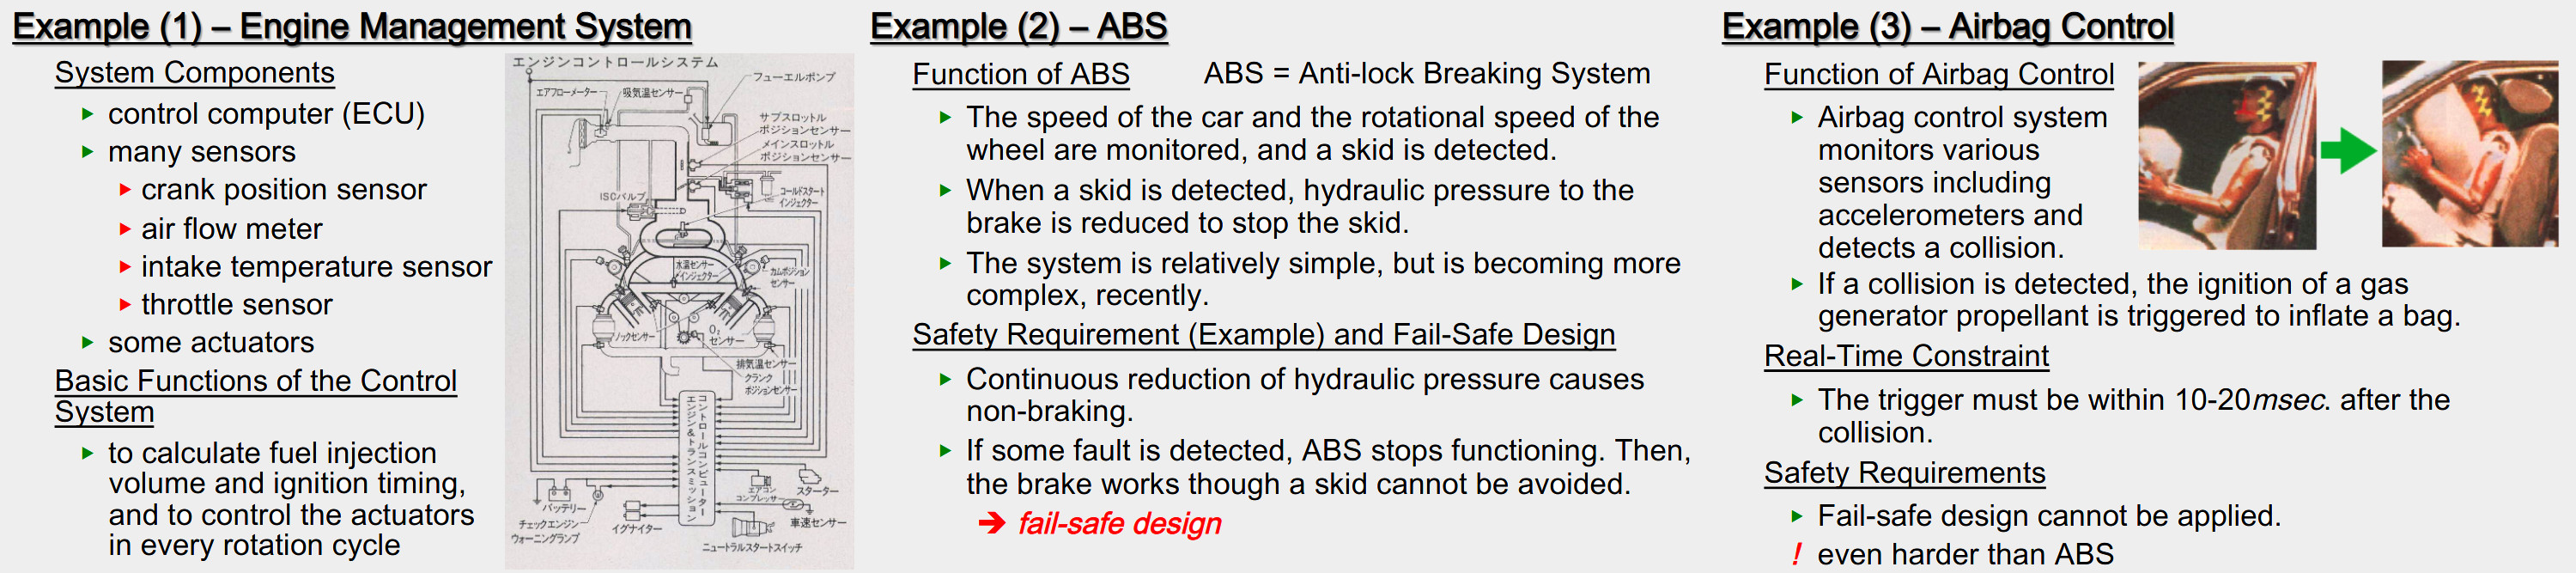 Example (1) – Engine Management System
System Components
control computer (ECU)
many sensors
crank position sensor
air flow meter
intake temperature sensor
throttle sensor
some actuators
Basic Functions of the Control
System
to calculate fuel injection
volume and ignition timing,
and to control the actuators
in every rotation cycle
エンジンコントロールシステム
フューエルポンプ
エアフローメーター
吸気温センサー
サブスロットル
ポジションセンサー
メインスロットル
ポジションセンサー
ISCバルブ
コールドスタート
インジェクター
水温センサー
インジェクター
カムポジション
センサー
ノックセンサー
O₂
センサー
排気温センサー
クランク
ポジションセンサー
エンジン&トランスミッション
コントロールコンピューター
エアコン
コンプレッサー
スターター
バッテリー
車速センサー
チェックエンジン
ウォーニングランプ
イグナイター
ニュートラルスタートスイッチ
Example (2) – ABS
Function of ABS ABS = Anti-lock Breaking System
The speed of the car and the rotational speed of the
wheel are monitored, and a skid is detected.
When a skid is detected, hydraulic pressure to the
brake is reduced to stop the skid.
The system is relatively simple, but is becoming more
complex, recently.
Safety Requirement (Example) and Fail-Safe Design
Continuous reduction of hydraulic pressure causes
non-braking.
If some fault is detected, ABS stops functioning. Then,
the brake works though a skid cannot be avoided.
➔ fail-safe design
Example (3) – Airbag Control
Function of Airbag Control
Airbag control system
monitors various
sensors including
accelerometers and
detects a collision.
If a collision is detected, the ignition of a gas
generator propellant is triggered to inflate a bag.
Real-Time Constraint
The trigger must be within 10-20msec. after the
collision.
Safety Requirements
Fail-safe design cannot be applied.
! even harder than ABS